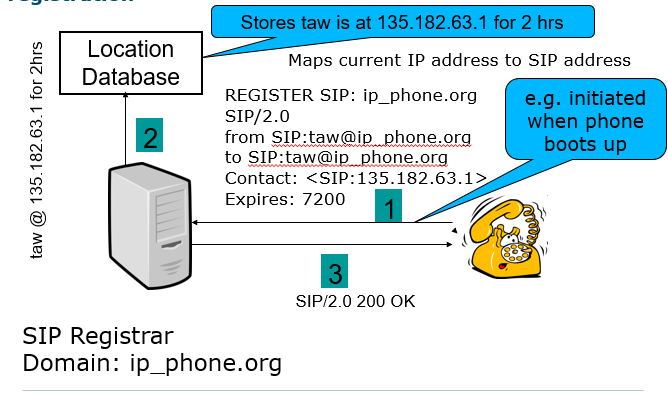 registration
Stores taw is at 135.182.63.1 for 2 hrs
Location
Database
Maps current IP address to SIP address
taw @ 135.182.63.1 for 2hrs
REGISTER SIP: ip_phone.org
SIP/2.0
from SIP:taw@ip_phone.org
to SIP:taw@ip_phone.org
Contact: <SIP:135.182.63.1>
Expires: 7200
e.g. initiated
when phone
boots up
2
1
3
SIP/2.0 200 OK
SIP Registrar
Domain: ip_phone.org